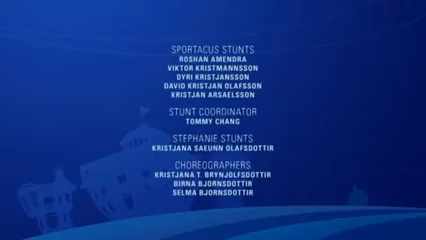 SPORTACUS STUNTS
ROSHAN AMENDRA
VIKTOR KRISTMANNSSON
DYRI KRISTJANSSON
DAVID KRISTJAN OLAFSSON
KRISTJAN ARSAELSSON
STUNT COORDINATOR
TOMMY CHANG
STEPHANIE STUNTS
KRISTJANA SAEUNN OLAFSDOTTIR
CHOREOGRAPHERS
KRISTJANA T. BRYNJOLFSDOTTIR
BIRNA BJORNSDOTTIR
SELMA BJORNSDOTTIR